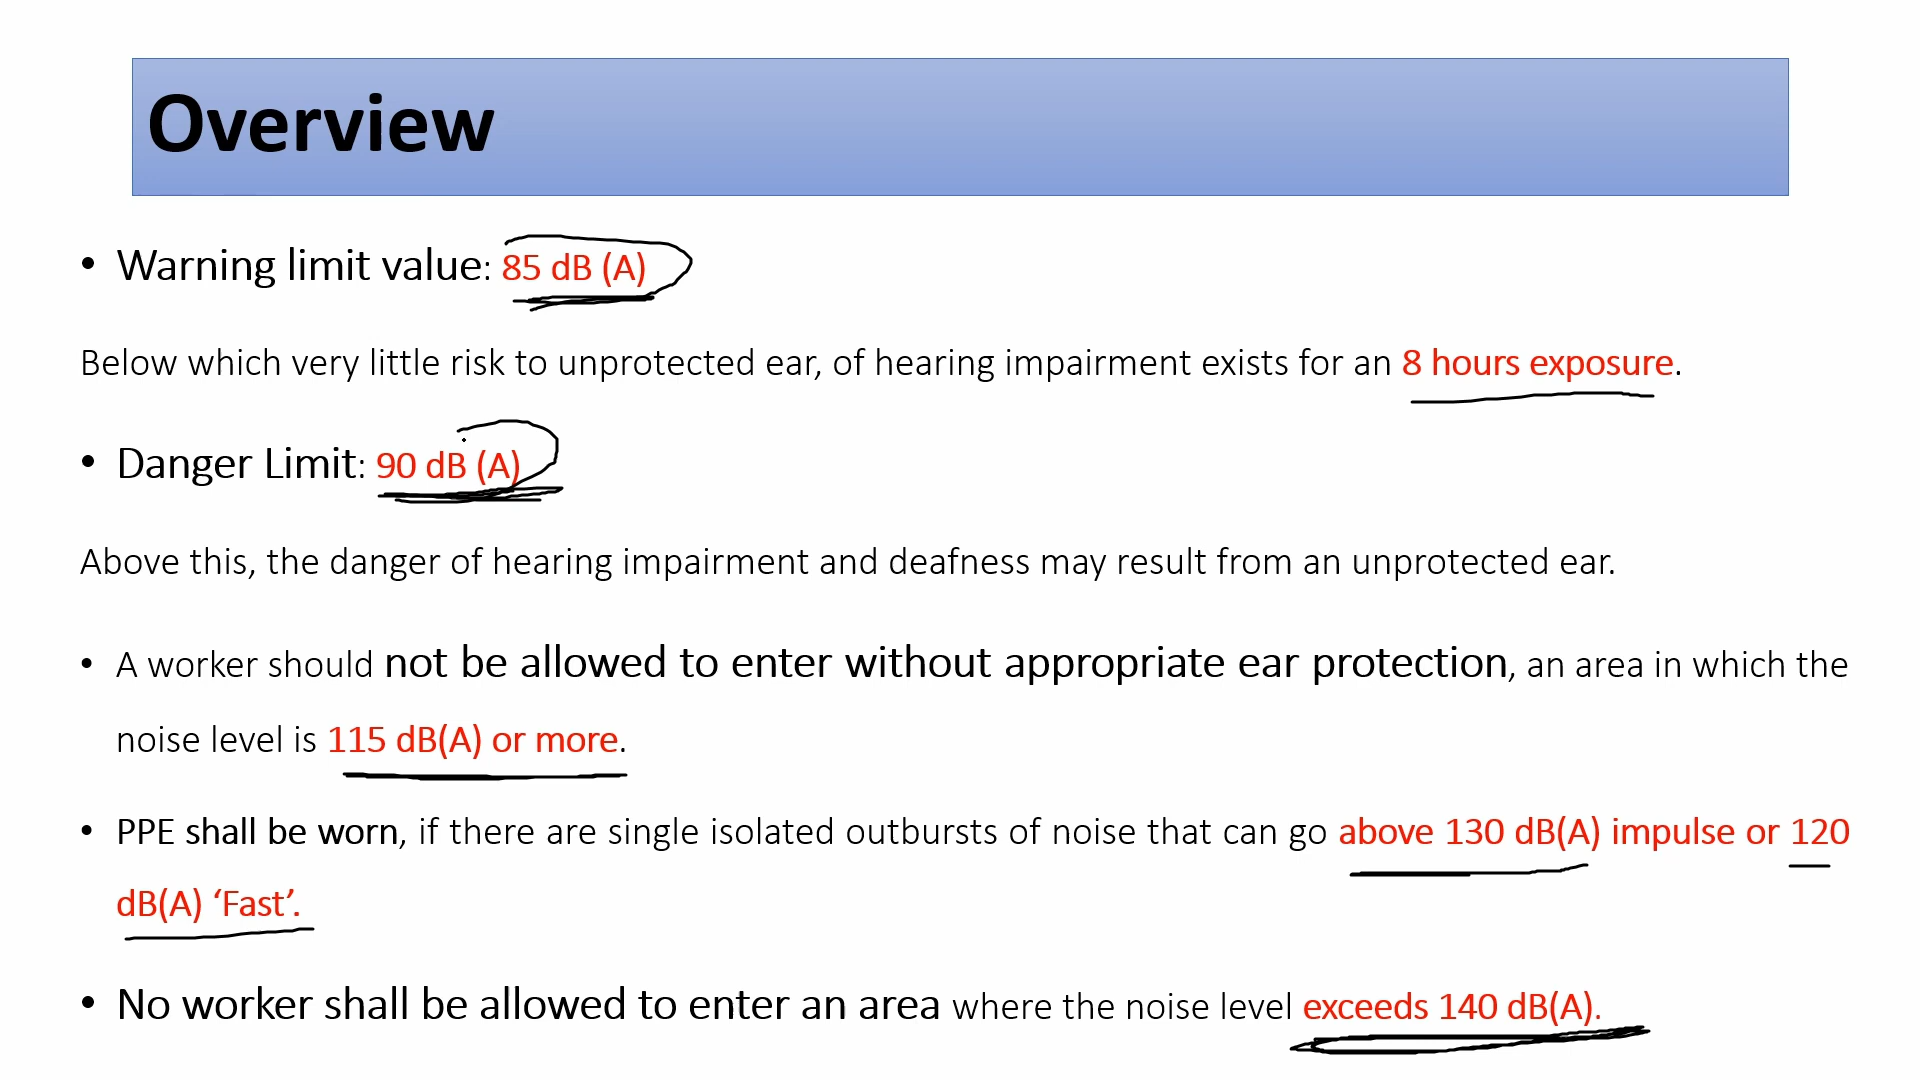 Overview
• Warning limit value: 85 dB (A)
Below which very little risk to unprotected ear, of hearing impairment exists for an 8 hours exposure.
• Danger Limit: 90 dB (A)
Above this, the danger of hearing impairment and deafness may result from an unprotected ear.
• A worker should not be allowed to enter without appropriate ear protection, an area in which the
noise level is 115 dB(A) or more.
• PPE shall be worn, if there are single isolated outbursts of noise that can go above 130 dB(A) impulse or 120
dB(A) ‘Fast’.
• No worker shall be allowed to enter an area where the noise level exceeds 140 dB(A).